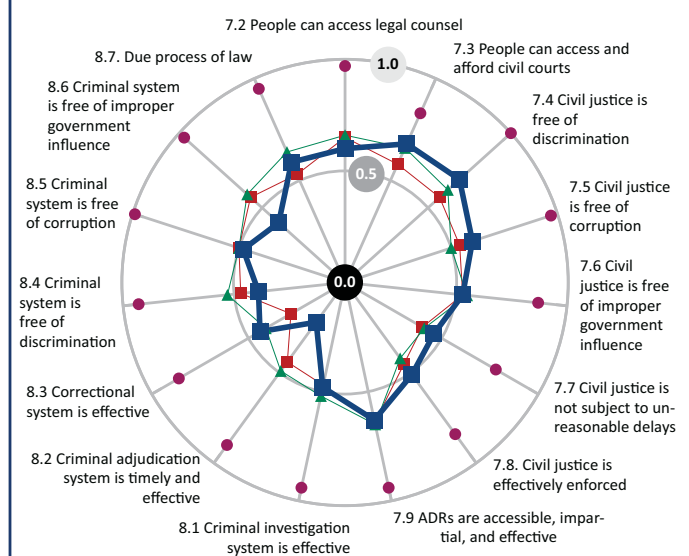 7.2 People can access legal counsel
7.3 People can access and
afford civil courts
7.4 Civil justice is
free of
discrimination
7.5 Civil justice
is free of
corruption
7.6 Civil
justice is free
of improper
government
influence
7.7 Civil justice is
not subject to un-
reasonable delays
7.8. Civil justice is
effectively enforced
7.9 ADRs are accessible, impar-
tial, and effective
8.1 Criminal investigation
system is effective
8.2 Criminal adjudication
system is timely and
effective
8.3 Correctional
system is effective
8.4 Criminal
system is
free of
discrimination
8.5 Criminal
system is free
of corruption
8.6 Criminal system
is free of improper
government
influence
8.7. Due process of law
1.0
0.5
0.0